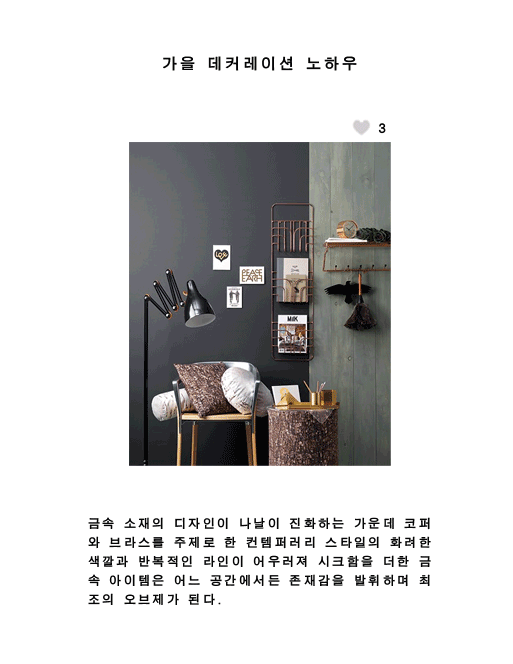 가을 데커레이션 노하우
3
Love
PEACE
EARTH
MilK
금속 소재의 디자인이 나날이 진화하는 가운데 코퍼
와 브라스를 주제로 한 컨템퍼러리 스타일의 화려한
색깔과 반복적인 라인이 어우러져 시크함을 더한 금
속 아이템은 어느 공간에서든 존재감을 발휘하며 최
조의 오브제가 된다.